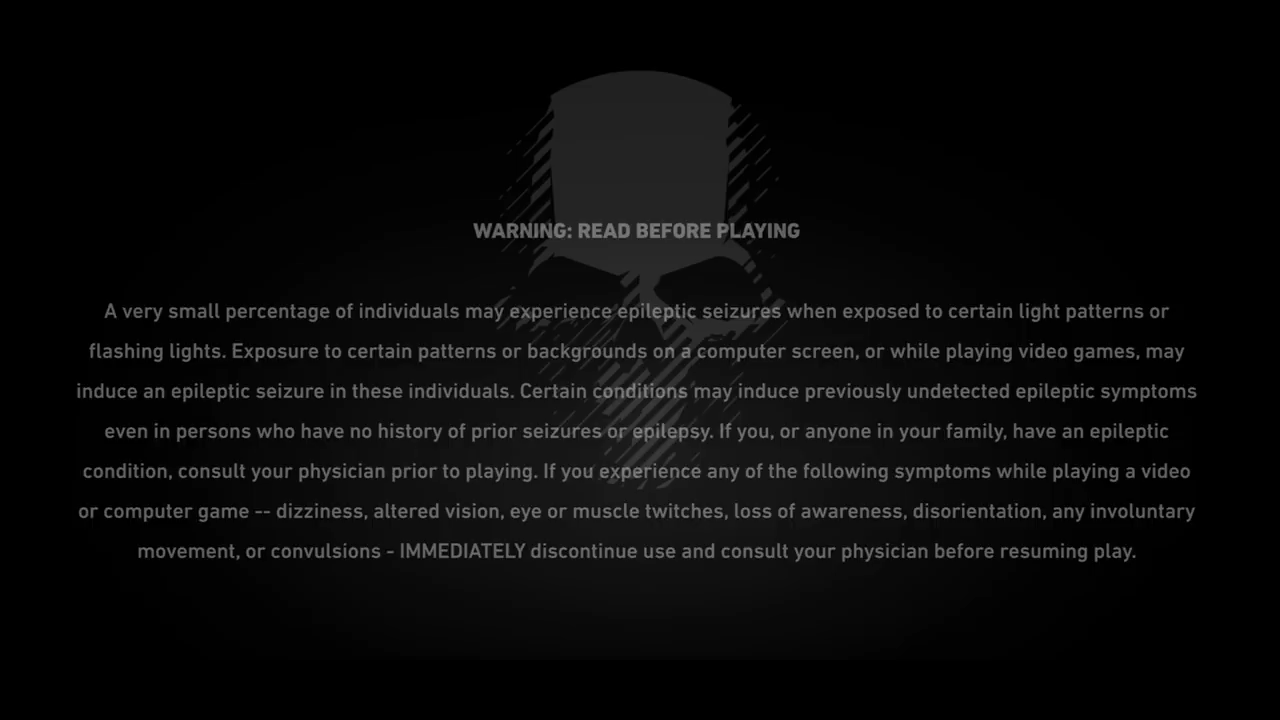 WARNING: READ BEFORE PLAYING
A very small percentage of individuals may experience epileptic seizures when exposed to certain light patterns or
flashing lights. Exposure to certain patterns or backgrounds on a computer screen, or while playing video games, may
induce an epileptic seizure in these individuals. Certain conditions may induce previously undetected epileptic symptoms
even in persons who have no history of prior seizures or epilepsy. If you, or anyone in your family, have an epileptic
condition, consult your physician prior to playing. If you experience any of the following symptoms while playing a video
or computer game -- dizziness, altered vision, eye or muscle twitches, loss of awareness, disorientation, any involuntary
movement, or convulsions - IMMEDIATELY discontinue use and consult your physician before resuming play.